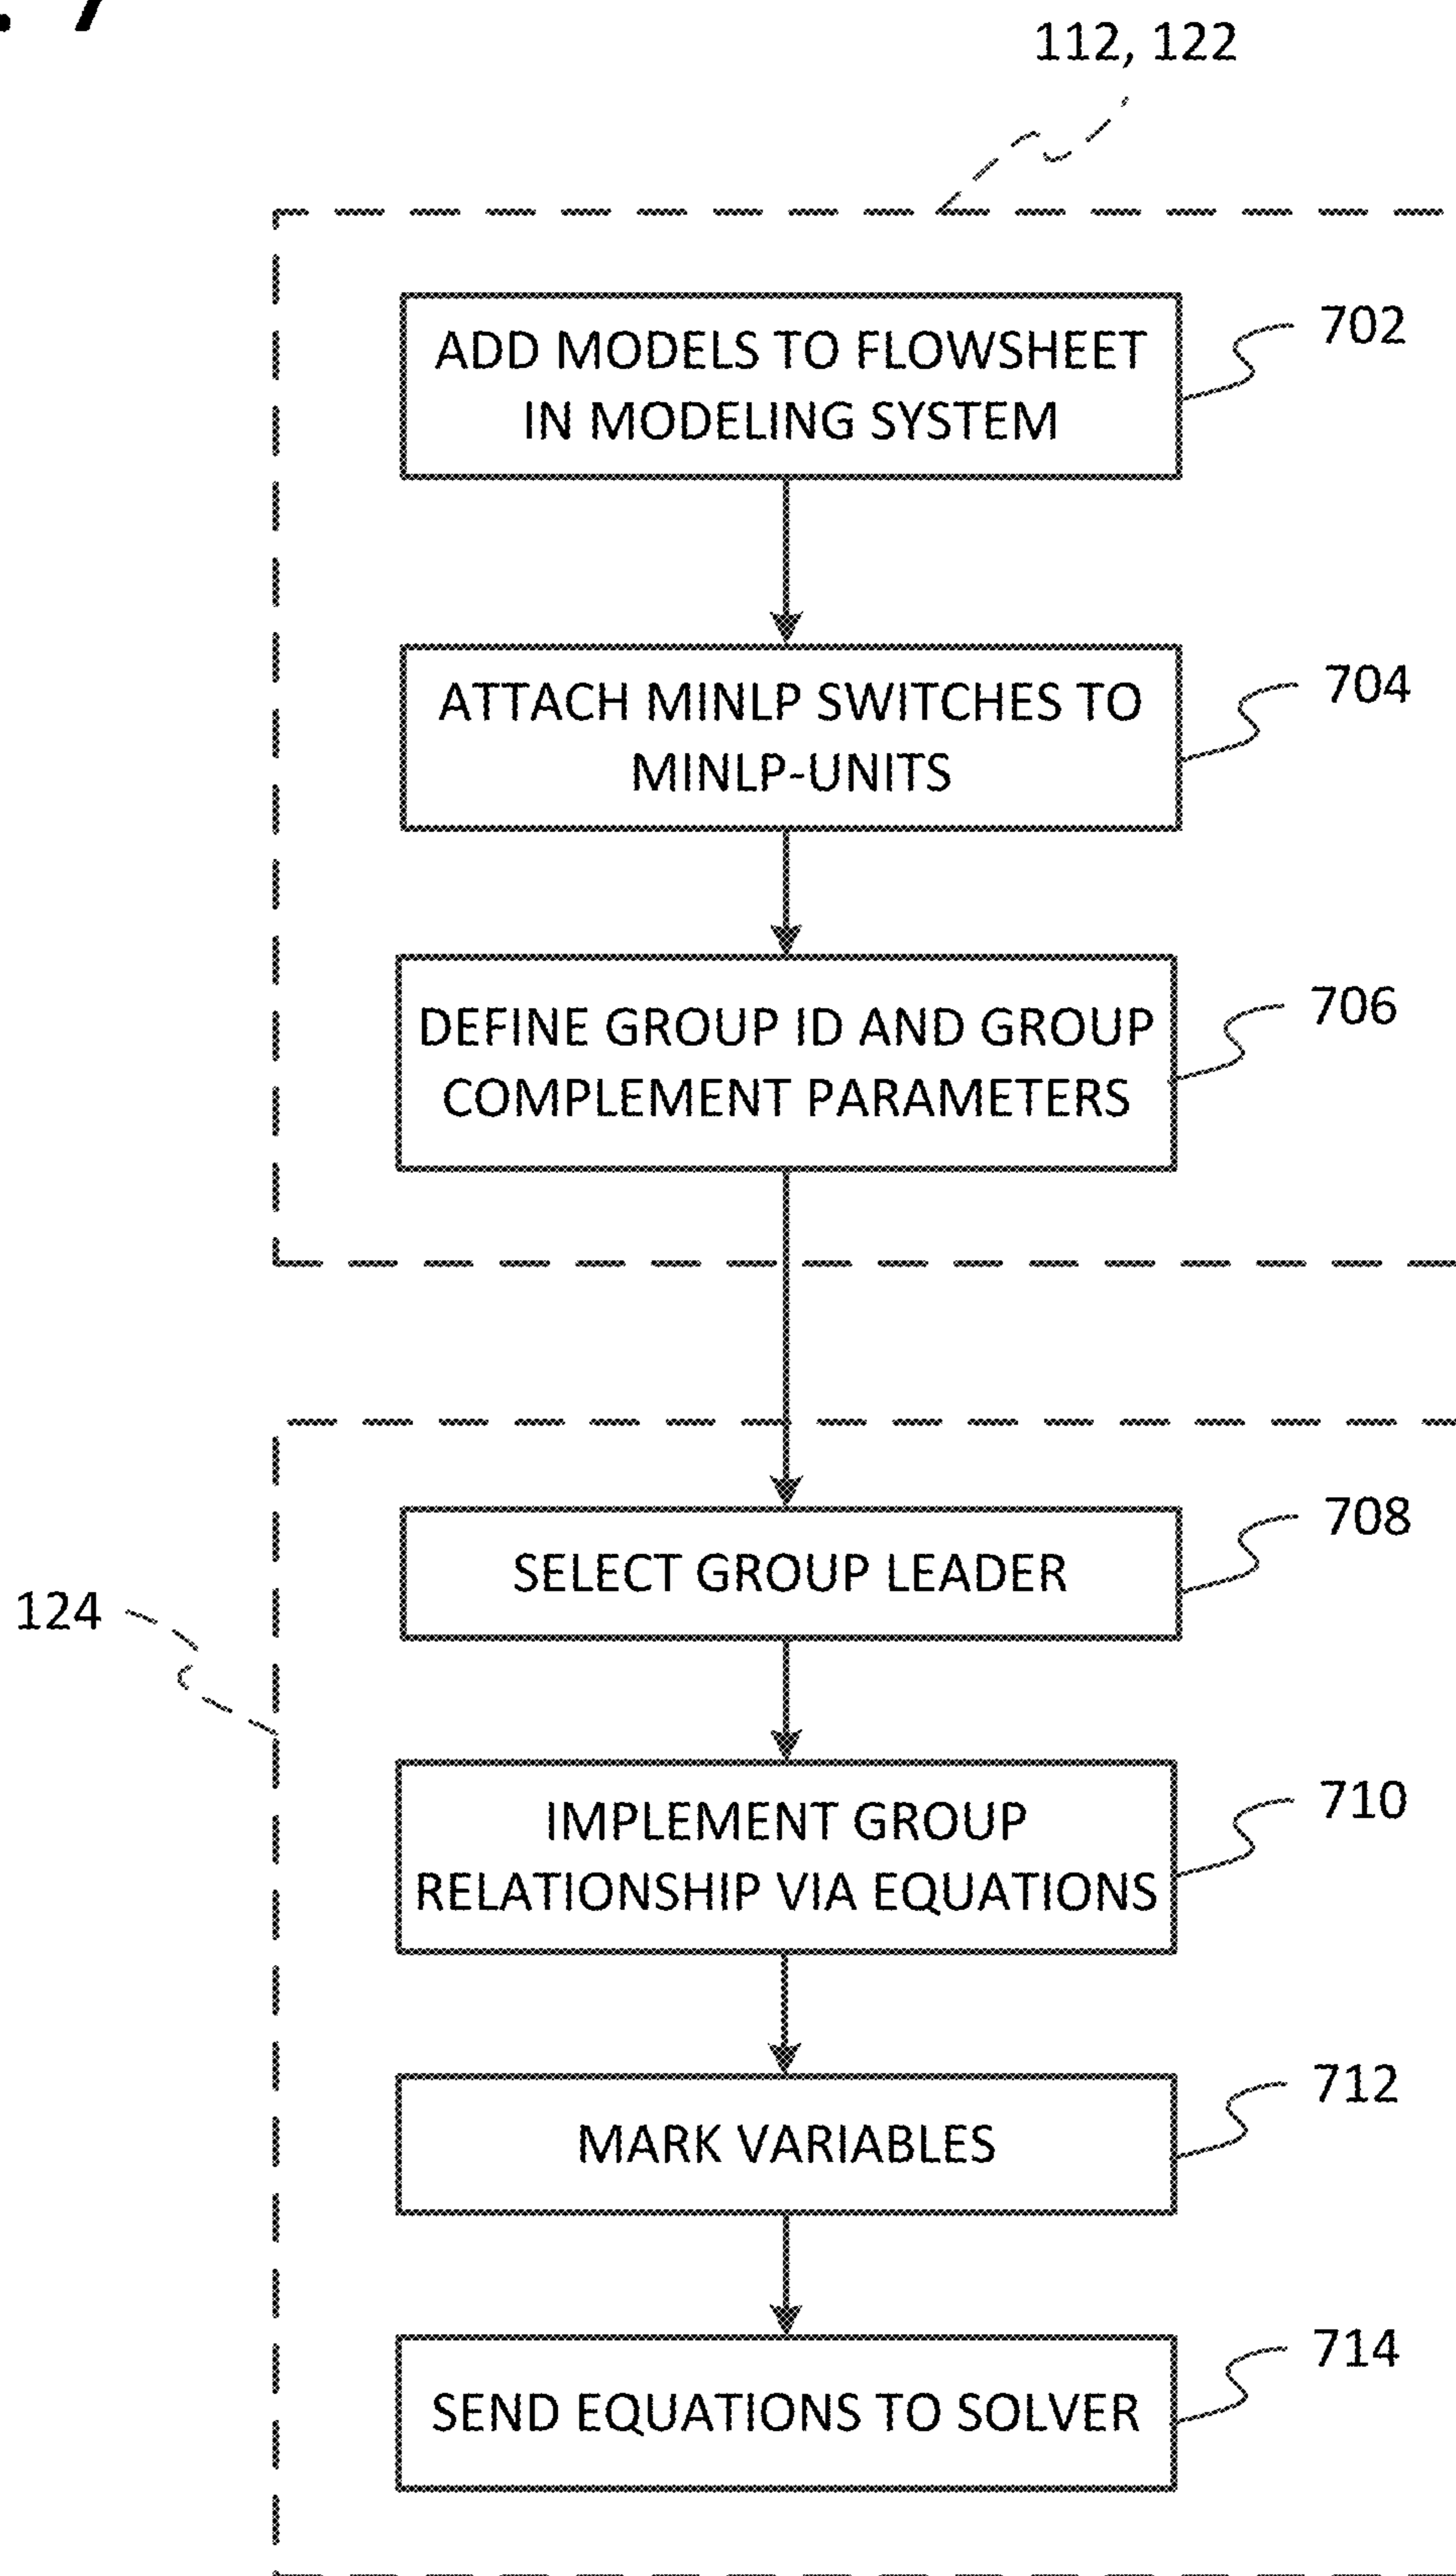 . 7
112, 122
ADD MODELS TO FLOWSHEET
IN MODELING SYSTEM
702
ATTACH MINLP SWITCHES TO
MINLP-UNITS
704
DEFINE GROUP ID AND GROUP
COMPLEMENT PARAMETERS
706
SELECT GROUP LEADER
708
124
IMPLEMENT GROUP
RELATIONSHIP VIA EQUATIONS
710
MARK VARIABLES
712
SEND EQUATIONS TO SOLVER
714